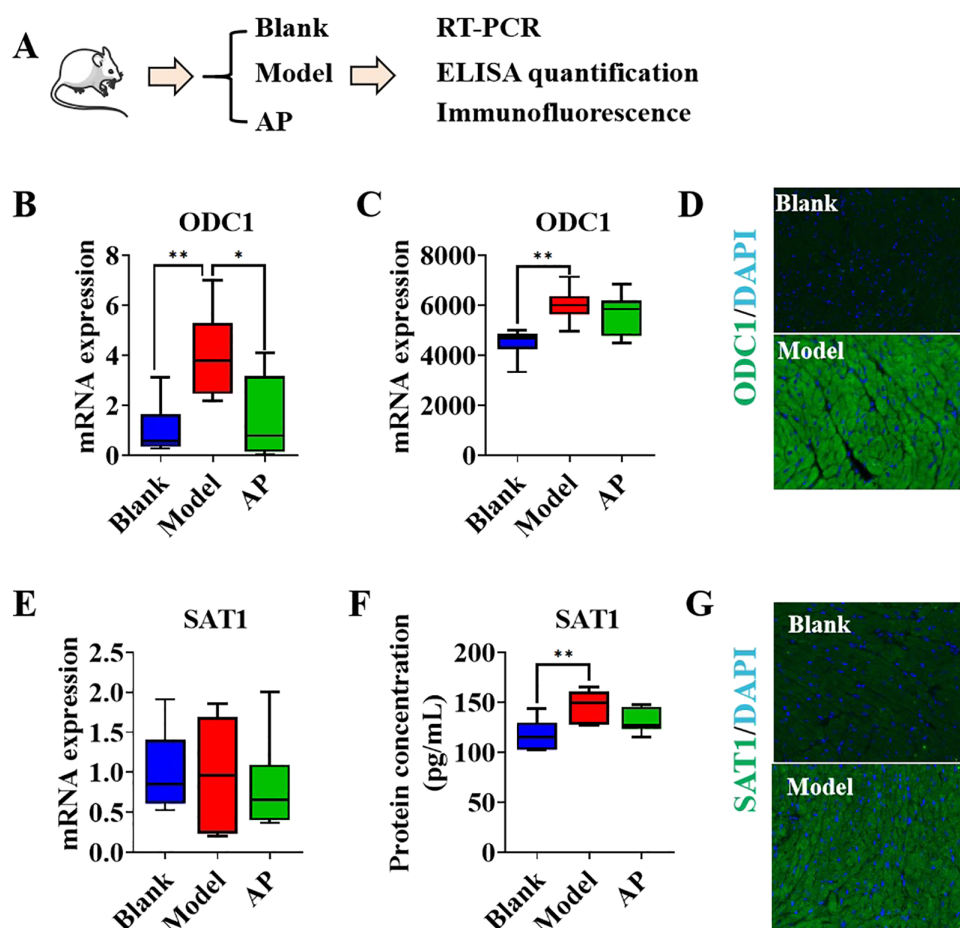 A
Blank
Model
AP
RT-PCR
ELISA quantification
Immunofluorescence
B
ODC1
mRNA expression
8
6
4
2
0
** *
Blank
Model
AP
C
ODC1
mRNA expression
8000
6000
4000
2000
0
**
Blank
Model
AP
D
ODC1/DAPI
Blank
Model
E
SAT1
mRNA expression
2.5
2.0
1.5
1.0
0.5
0.0
Blank
Model
AP
F
SAT1
Protein concentration
(pg/mL)
200
150
100
50
0
**
Blank
Model
AP
G
SAT1/DAPI
Blank
Model